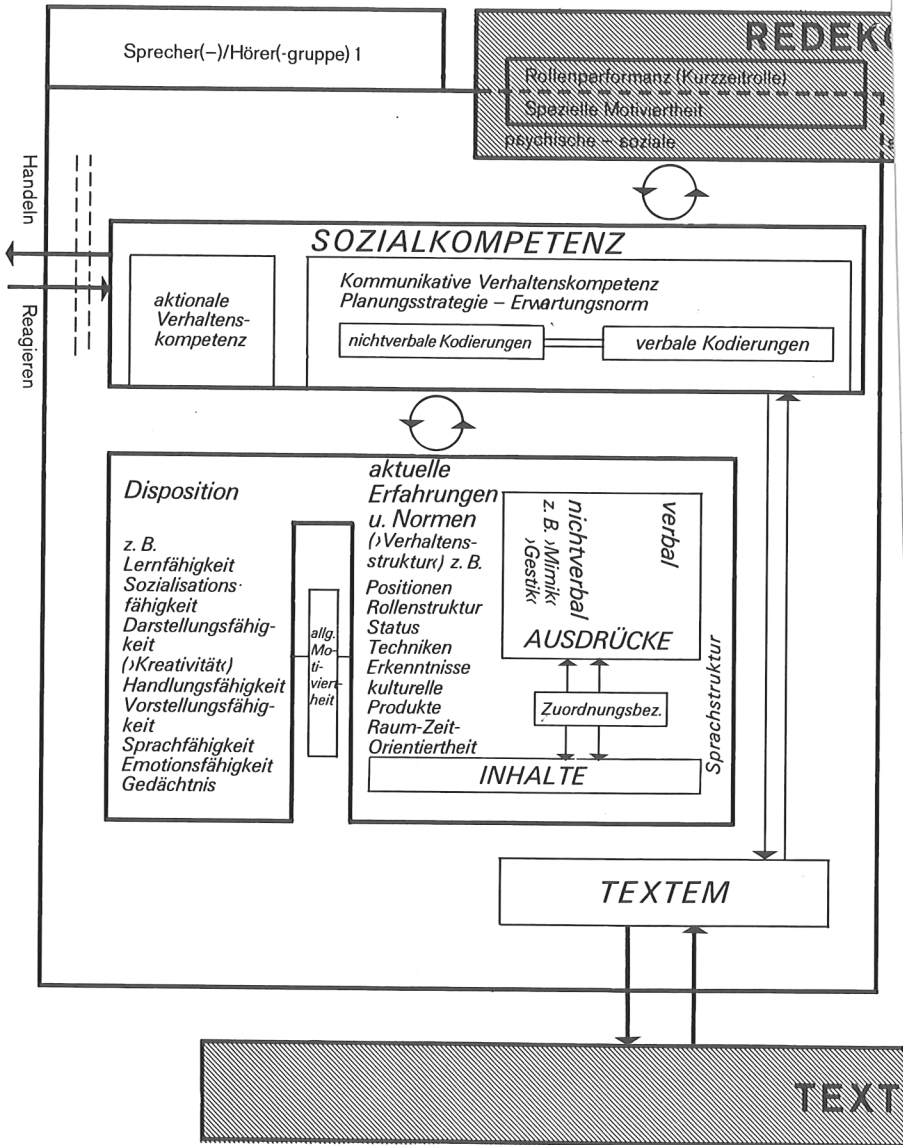 Sprecher(–)/Hörer(-gruppe) 1
Rollenperformanz (Kurzzeitrolle)
Spezielle Motiviertheit
psychische – soziale
Handeln
Reagieren
SOZIALKOMPETENZ
aktionale
Verhaltens-
kompetenz
Kommunikative Verhaltenskompetenz
Planungsstrategie – Erwartungsnorm
nichtverbale Kodierungen
verbale Kodierungen
Disposition
z. B.
Lernfähigkeit
Sozialisations-
fähigkeit
Darstellungsfähig-
keit
(›Kreativität‹)
Handlungsfähigkeit
Vorstellungsfähig-
keit
Sprachfähigkeit
Emotionsfähigkeit
Gedächtnis
allg.
Mo-
ti-
viert-
heit
aktuelle
Erfahrungen
u. Normen
(›Verhaltens-
struktur‹) z. B.
Positionen
Rollenstruktur
Status
Techniken
Erkenntnisse
kulturelle
Produkte
Raum-Zeit-
Orientiertheit
verbal
nichtverbal
z. B. ›Mimik‹
›Gestik‹
AUSDRÜCKE
Zuordnungsbez.
INHALTE
Sprachstruktur
TEXTEM
TEXT